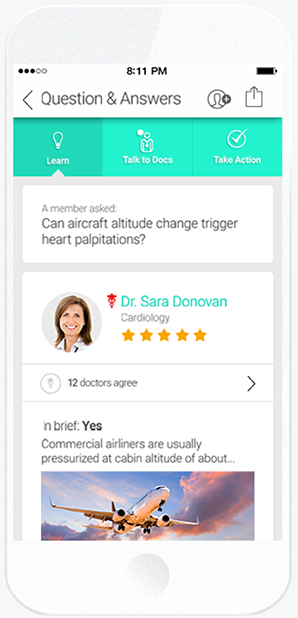 8:11 PM
Question & Answers
Learn
Talk to Docs
Take Action
A member asked:
Can aircraft altitude change trigger
heart palpitations?
Dr. Sara Donovan
Cardiology
12 doctors agree
In brief: Yes
Commercial airliners are usually
pressurized at cabin altitude of about...